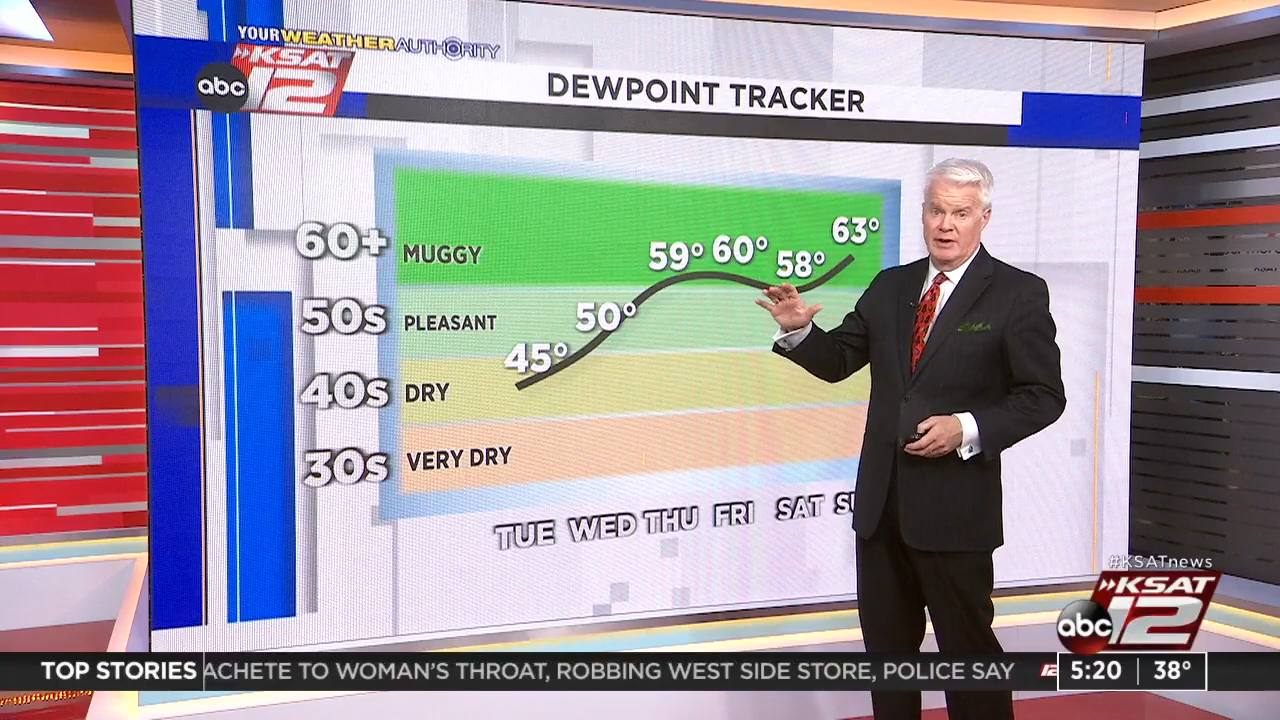 YOUR WEATHER AUTHORITY
abc KSAT 12
DEWPOINT TRACKER
60+ MUGGY
50s PLEASANT
40s DRY
30s VERY DRY
45° 50° 59° 60° 58° 63°
TUE WED THU FRI SAT
#KSATnews
abc KSAT 12
TOP STORIES ACHETE TO WOMAN'S THROAT, ROBBING WEST SIDE STORE, POLICE SAY 12 5:20 38°